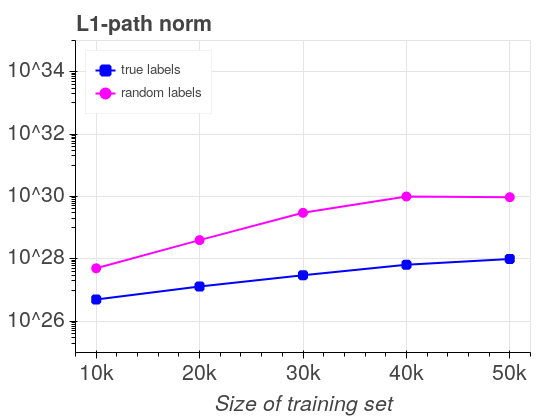 L1-path norm
true labels
random labels
10^34
10^32
10^30
10^28
10^26
10k 20k 30k 40k 50k
Size of training set